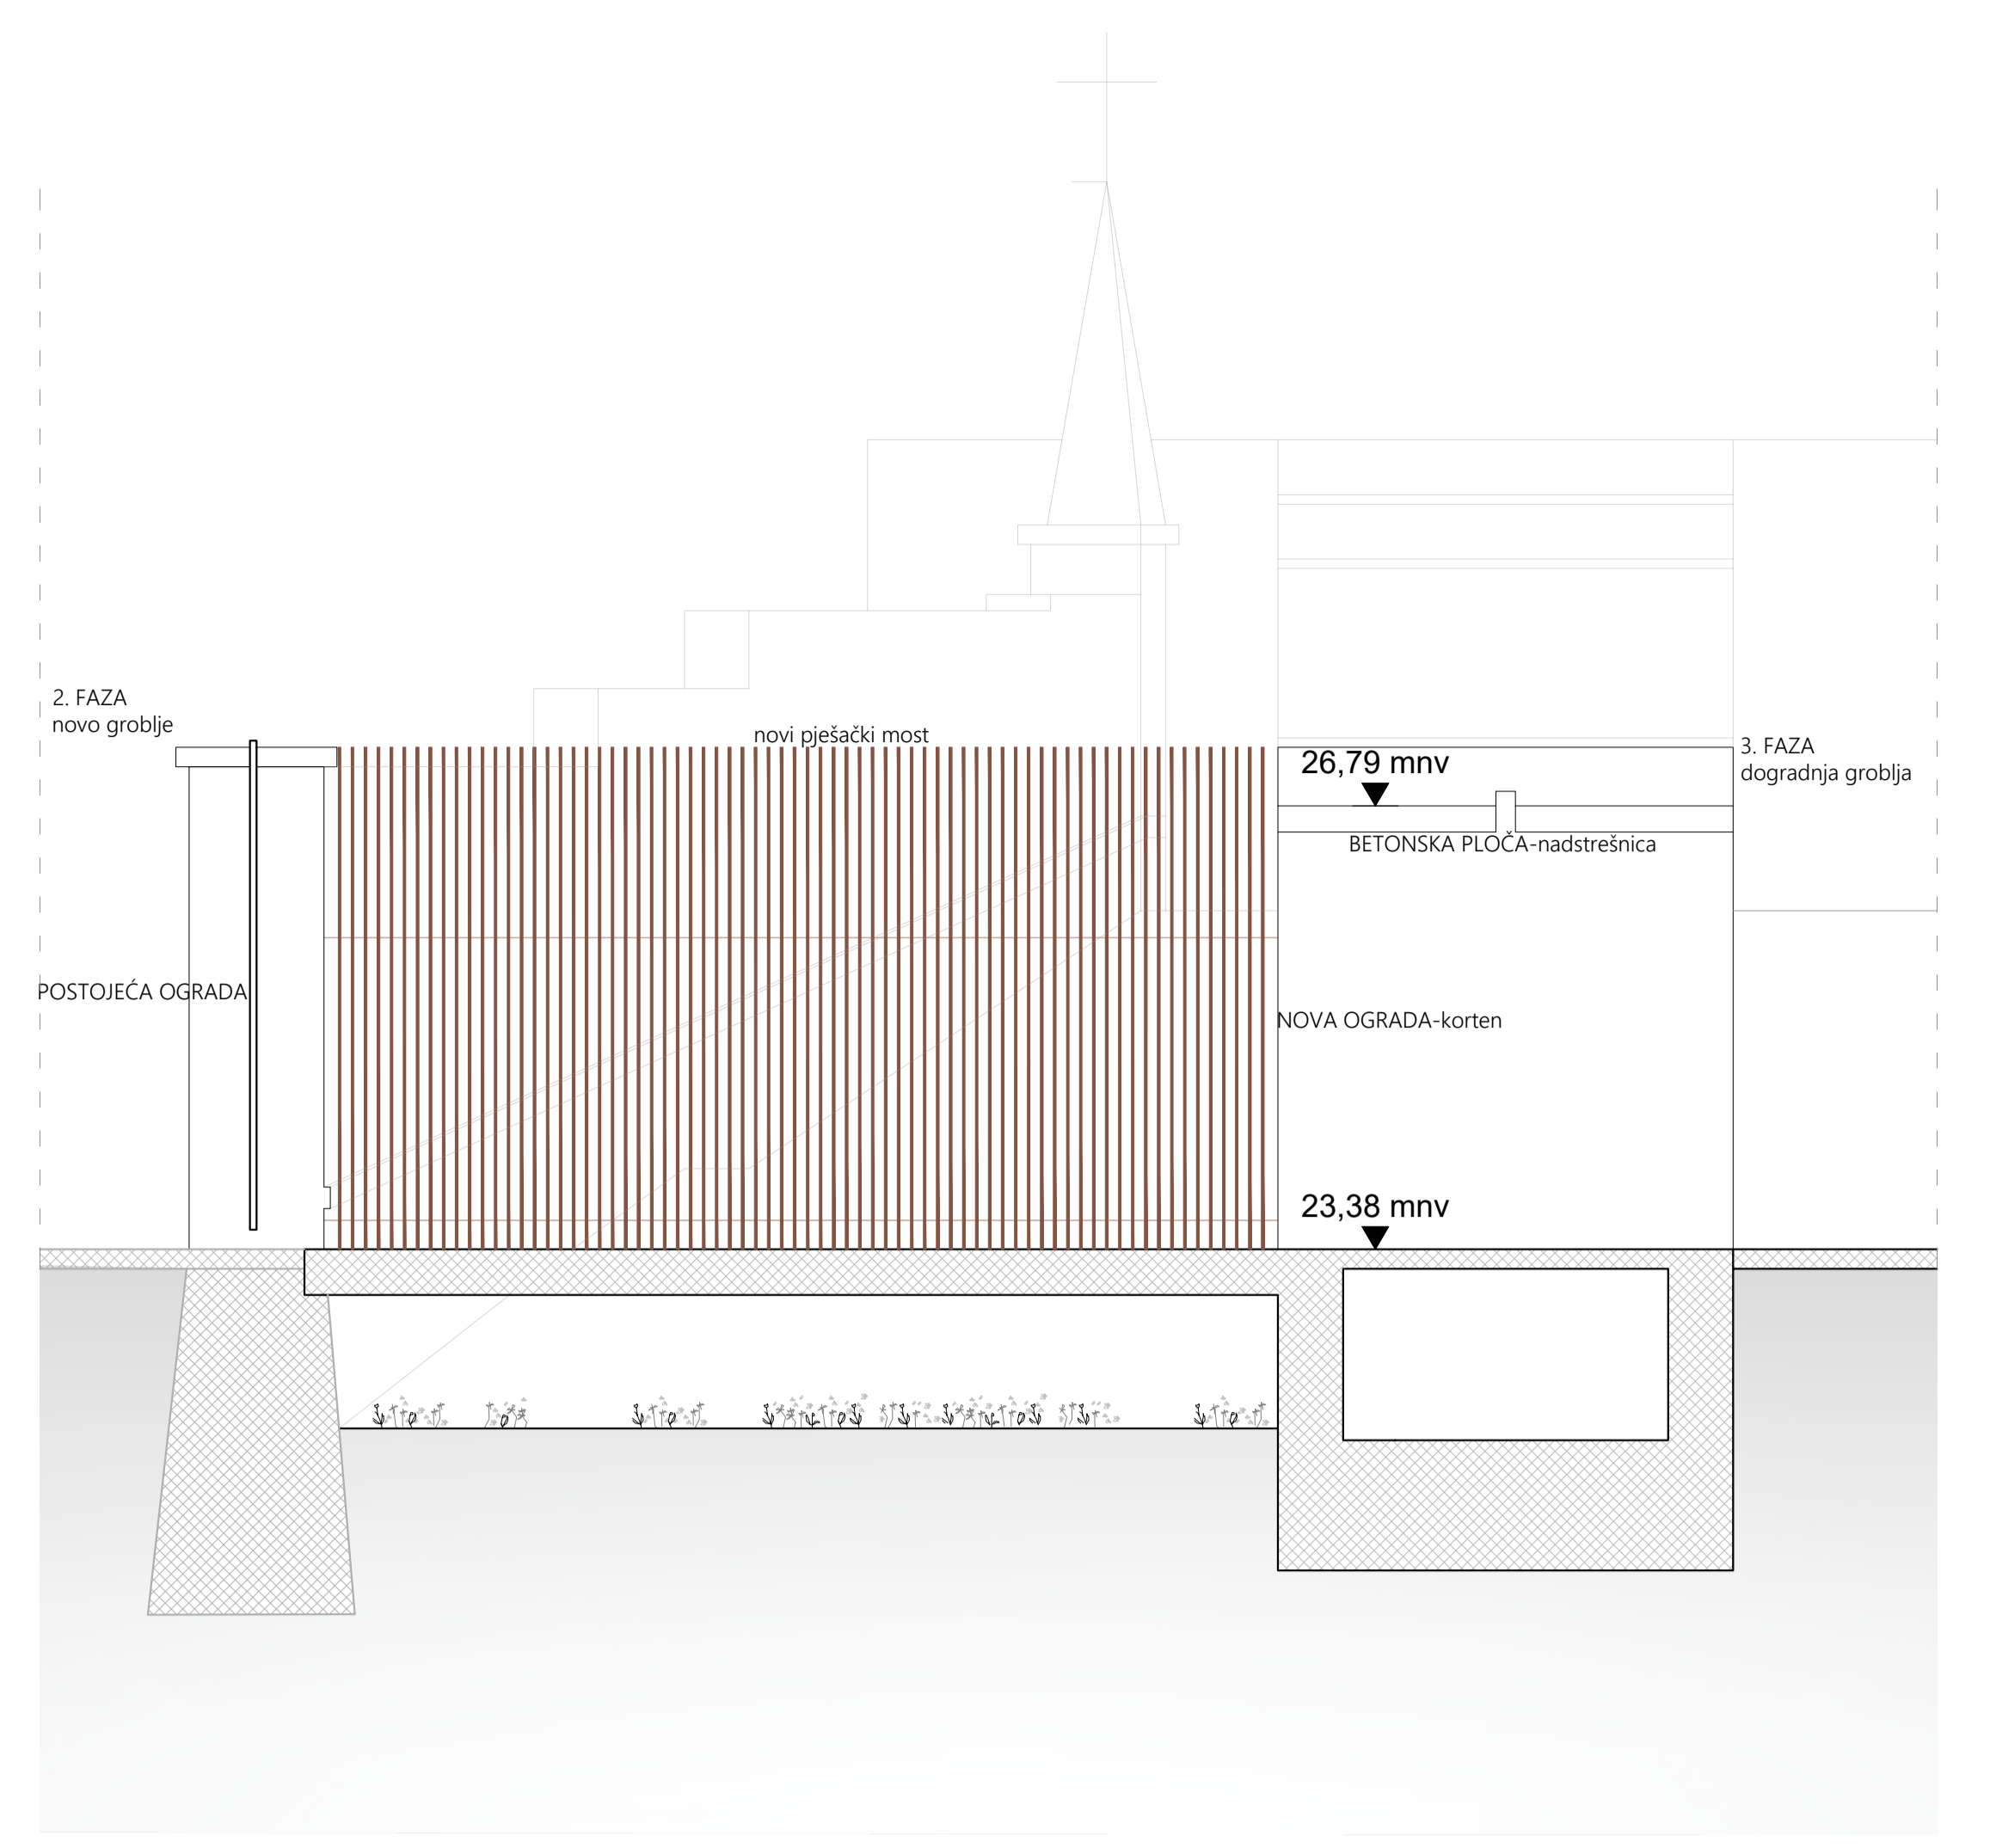 2. FAZA
novo groblje
novi pješački most
26,79 mnv
3. FAZA
dogradnja groblja
BETONSKA PLOČA-nadstrešnica
POSTOJEĆA OGRADA
NOVA OGRADA-korten
23,38 mnv